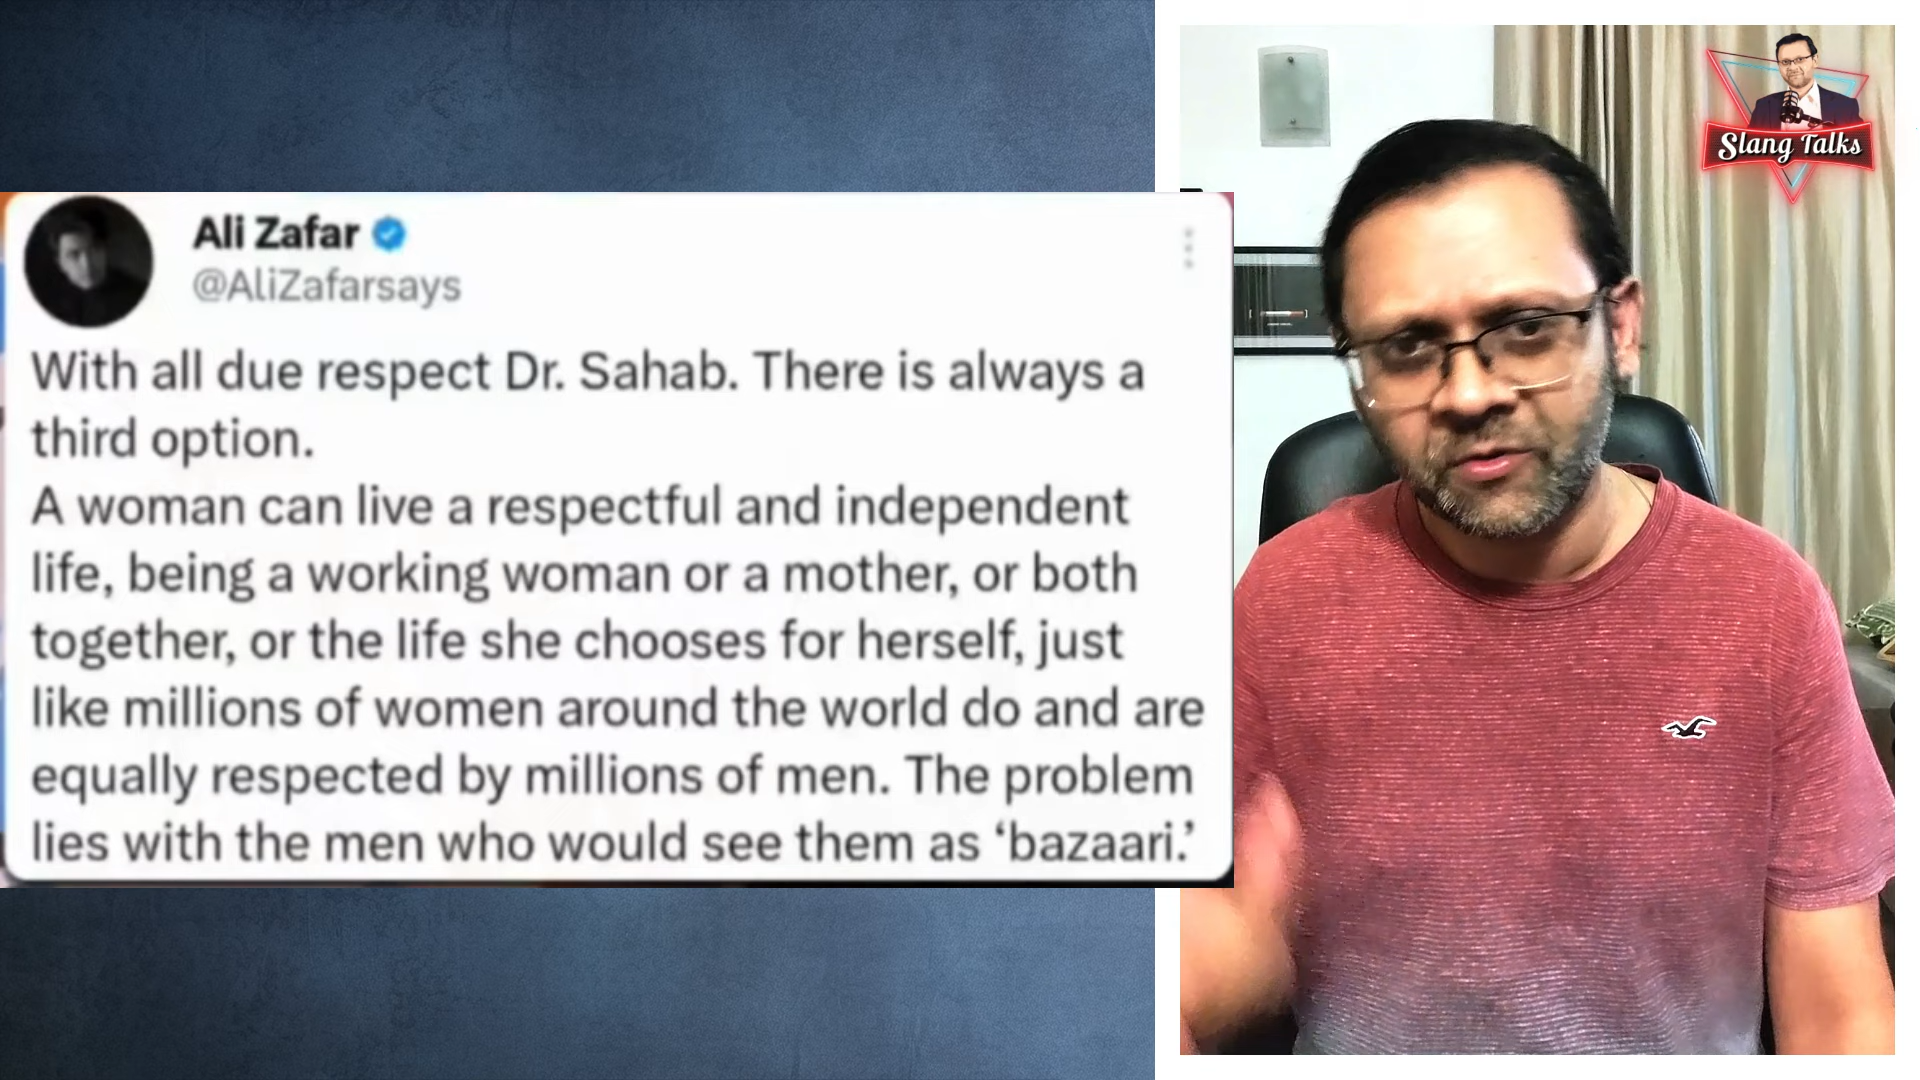 Ali Zafar
@AliZafarsays
With all due respect Dr. Sahab. There is always a
third option.
A woman can live a respectful and independent
life, being a working woman or a mother, or both
together, or the life she chooses for herself, just
like millions of women around the world do and are
equally respected by millions of men. The problem
lies with the men who would see them as ‘bazaari.’
Slang Talks